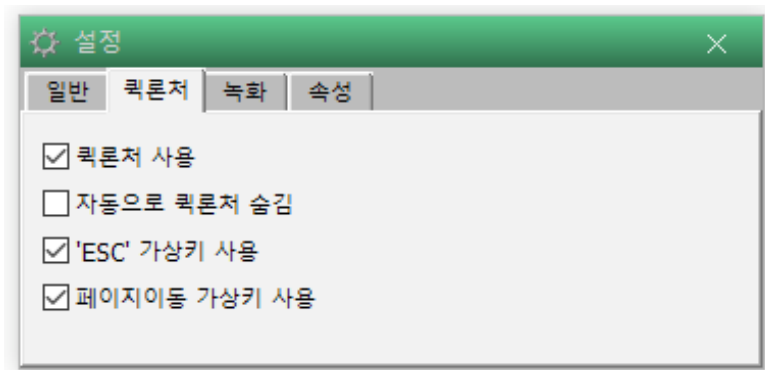 설정
일반 퀵론처 녹화 속성
퀵론처 사용
자동으로 퀵론처 숨김
'ESC' 가상키 사용
페이지이동 가상키 사용